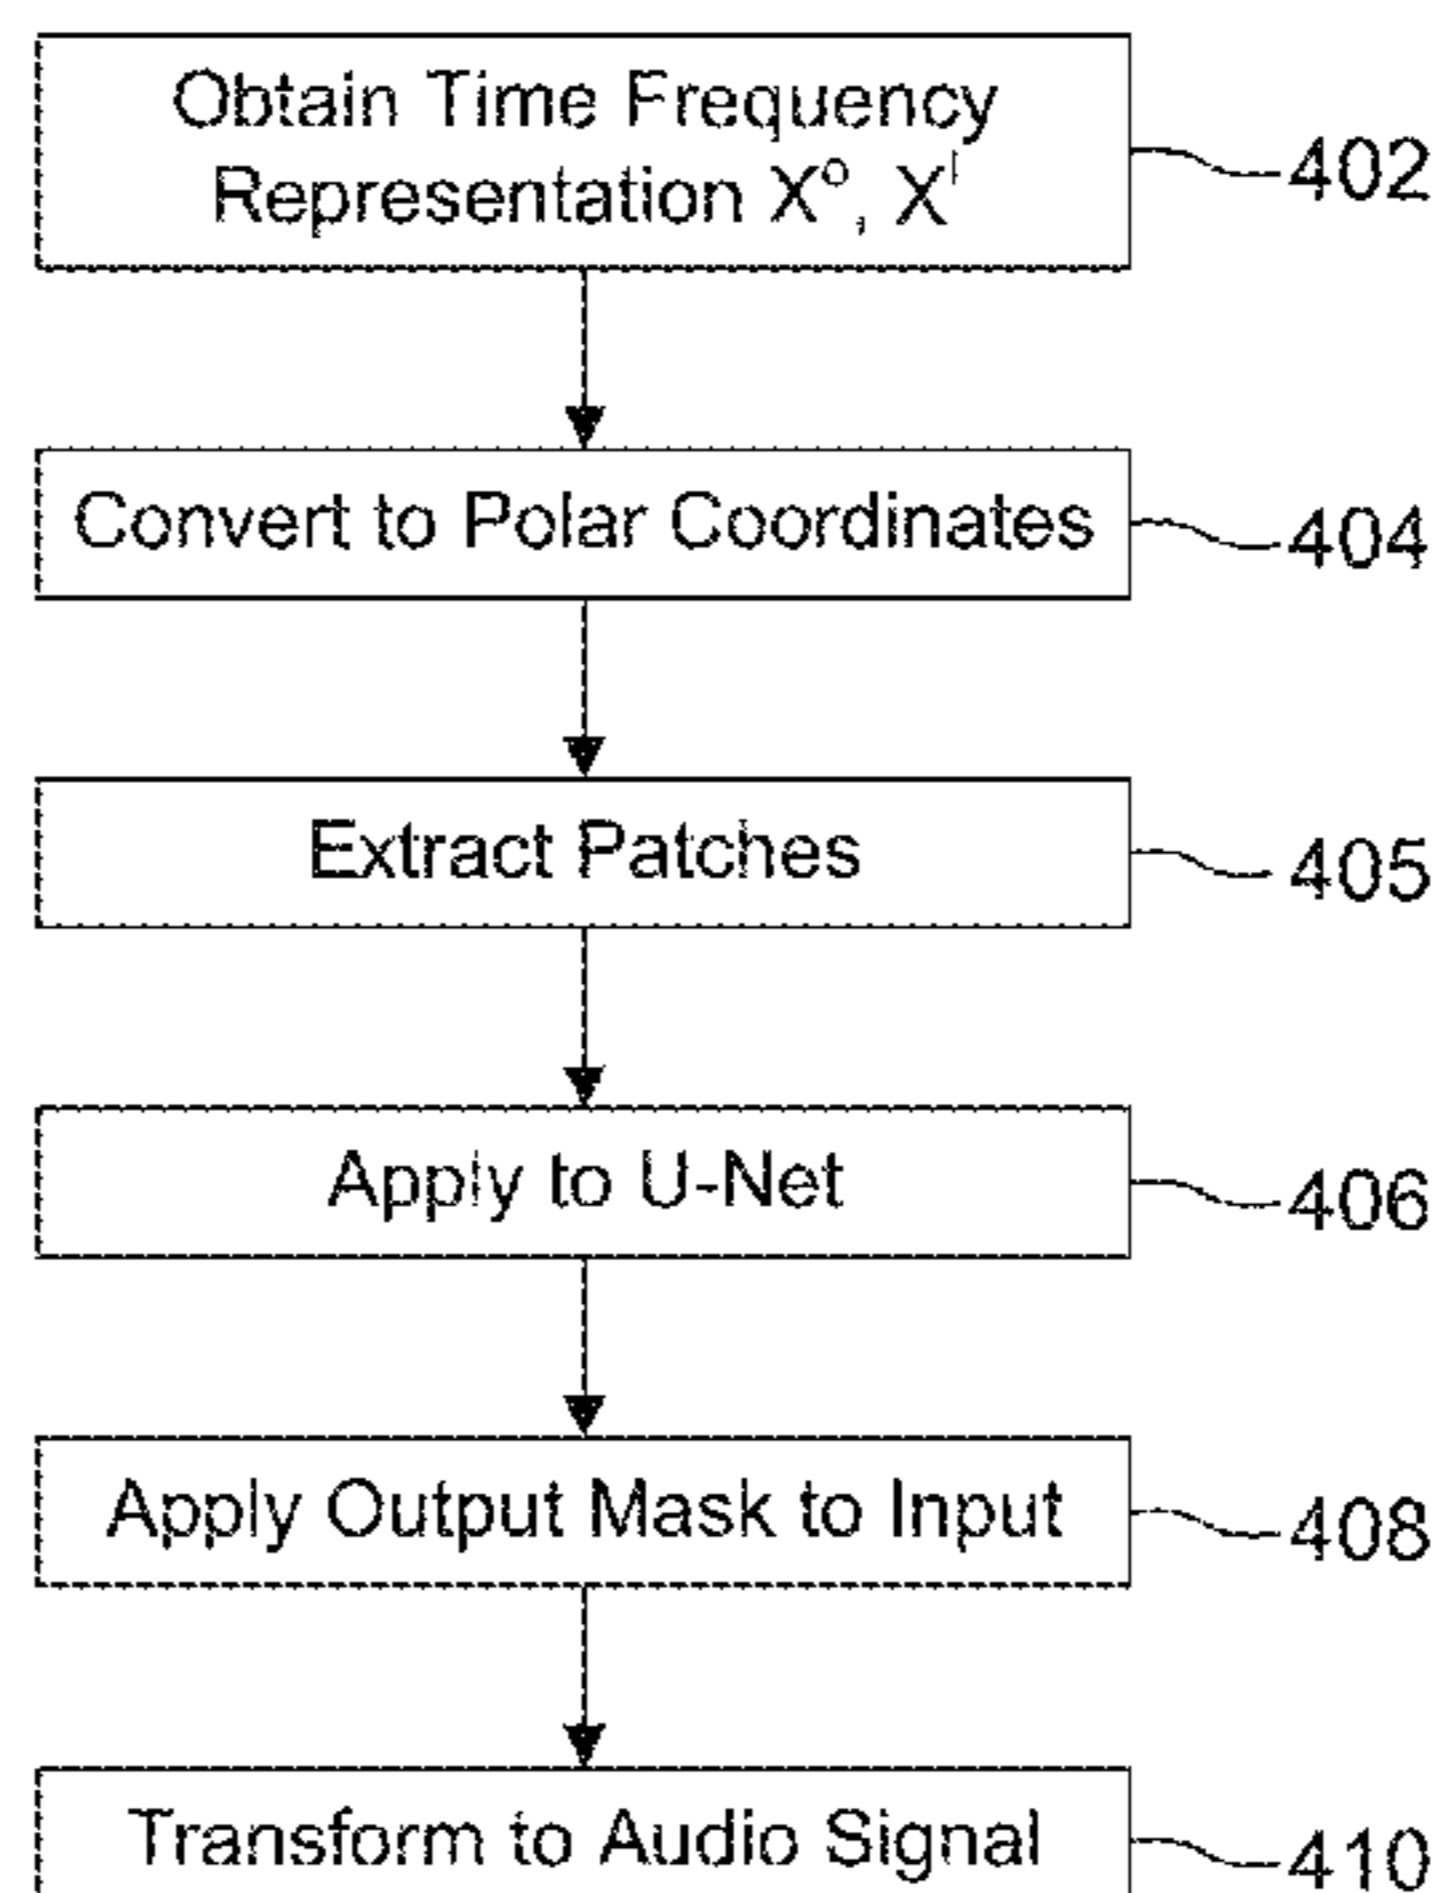 Obtain Time Frequency
Representation Xᵒ, Xᴵ
402
Convert to Polar Coordinates
404
Extract Patches
405
Apply to U-Net
406
Apply Output Mask to Input
408
Transform to Audio Signal
410